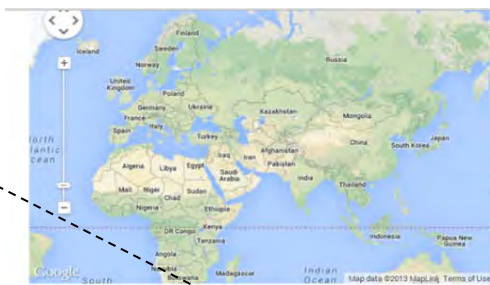 Finland
Iceland
Sweden
Russia
Norway
United
Kingdom
Poland
Germany
Ukraine
Kazakhstan
Mongolia
France
Italy
Spain
Turkey
Japan
China
South Korea
North
Atlantic
Ocean
Afghanistan
Iraq
Iran
Pakistan
Algeria
Libya
Egypt
Saudi
Arabia
India
Thailand
Mali
Niger
Chad
Sudan
Nigeria
Ethiopia
Kenya
DR Congo
Indonesia
Papua New
Guinea
Tanzania
Angola
Namibia
Botswana
Madagascar
Indian
Ocean
Google
South
Map data ©2013 MapLink Terms of Use